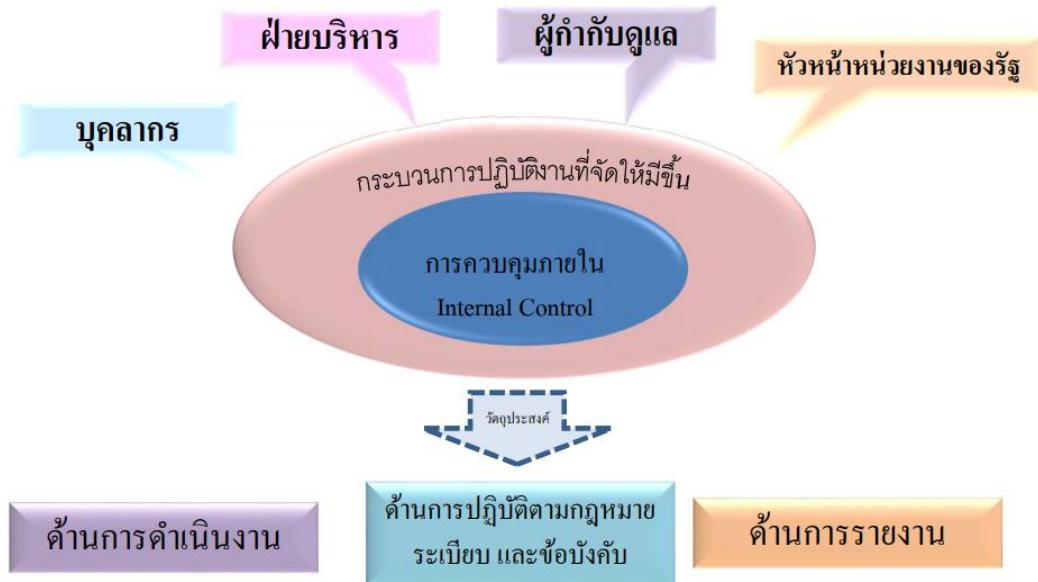 ฝ่ายบริหาร
ผู้กำกับดูแล
หัวหน้าหน่วยงานของรัฐ
บุคลากร
กระบวนการปฏิบัติงานที่จัดให้มีขึ้น
การควบคุมภายใน
Internal Control
วัตถุประสงค์
ด้านการดำเนินงาน
ด้านการปฏิบัติตามกฎหมาย
ระเบียบ และข้อบังคับ
ด้านการรายงาน